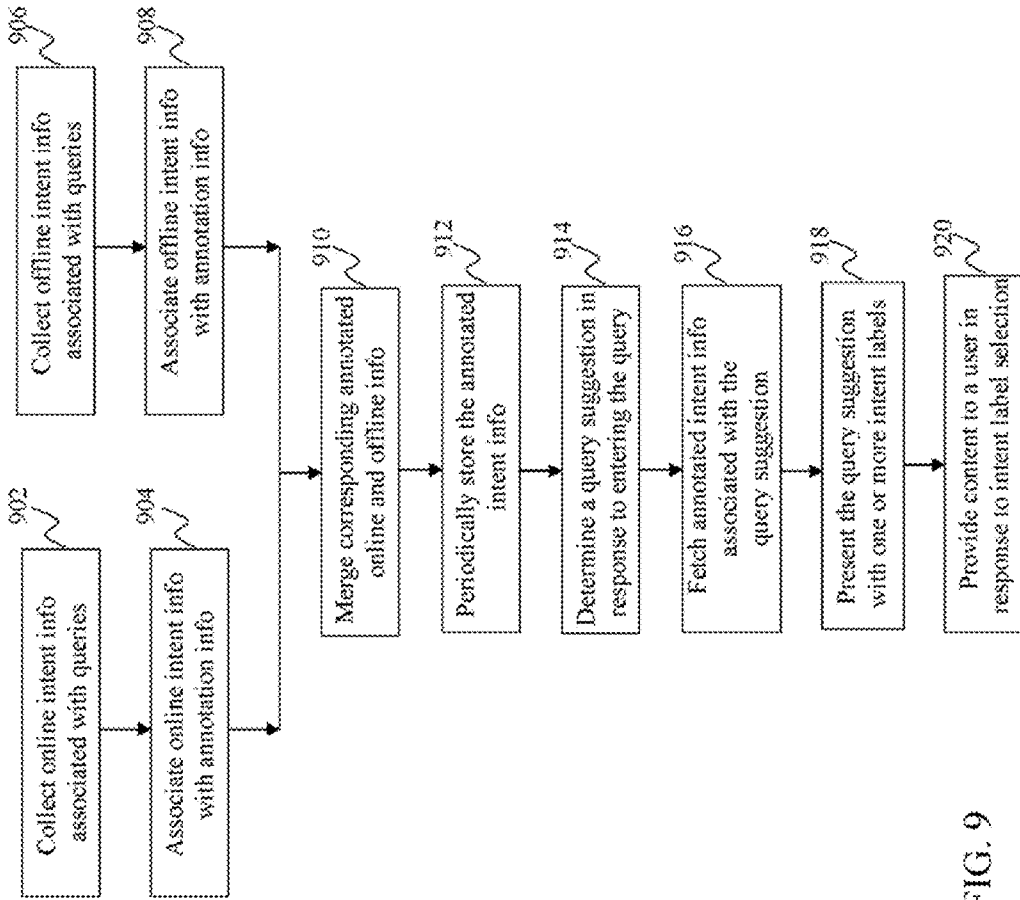 902
Collect online intent info
associated with queries
904
Associate online intent info
with annotation info
906
Collect offline intent info
associated with queries
908
Associate offline intent info
with annotation info
910
Merge corresponding annotated
online and offline info
912
Periodically store the annotated
intent info
914
Determine a query suggestion in
response to entering the query
916
Fetch annotated intent info
associated with the
query suggestion
918
Present the query suggestion
with one or more intent labels
920
Provide content to a user in
response to intent label selection
FIG. 9